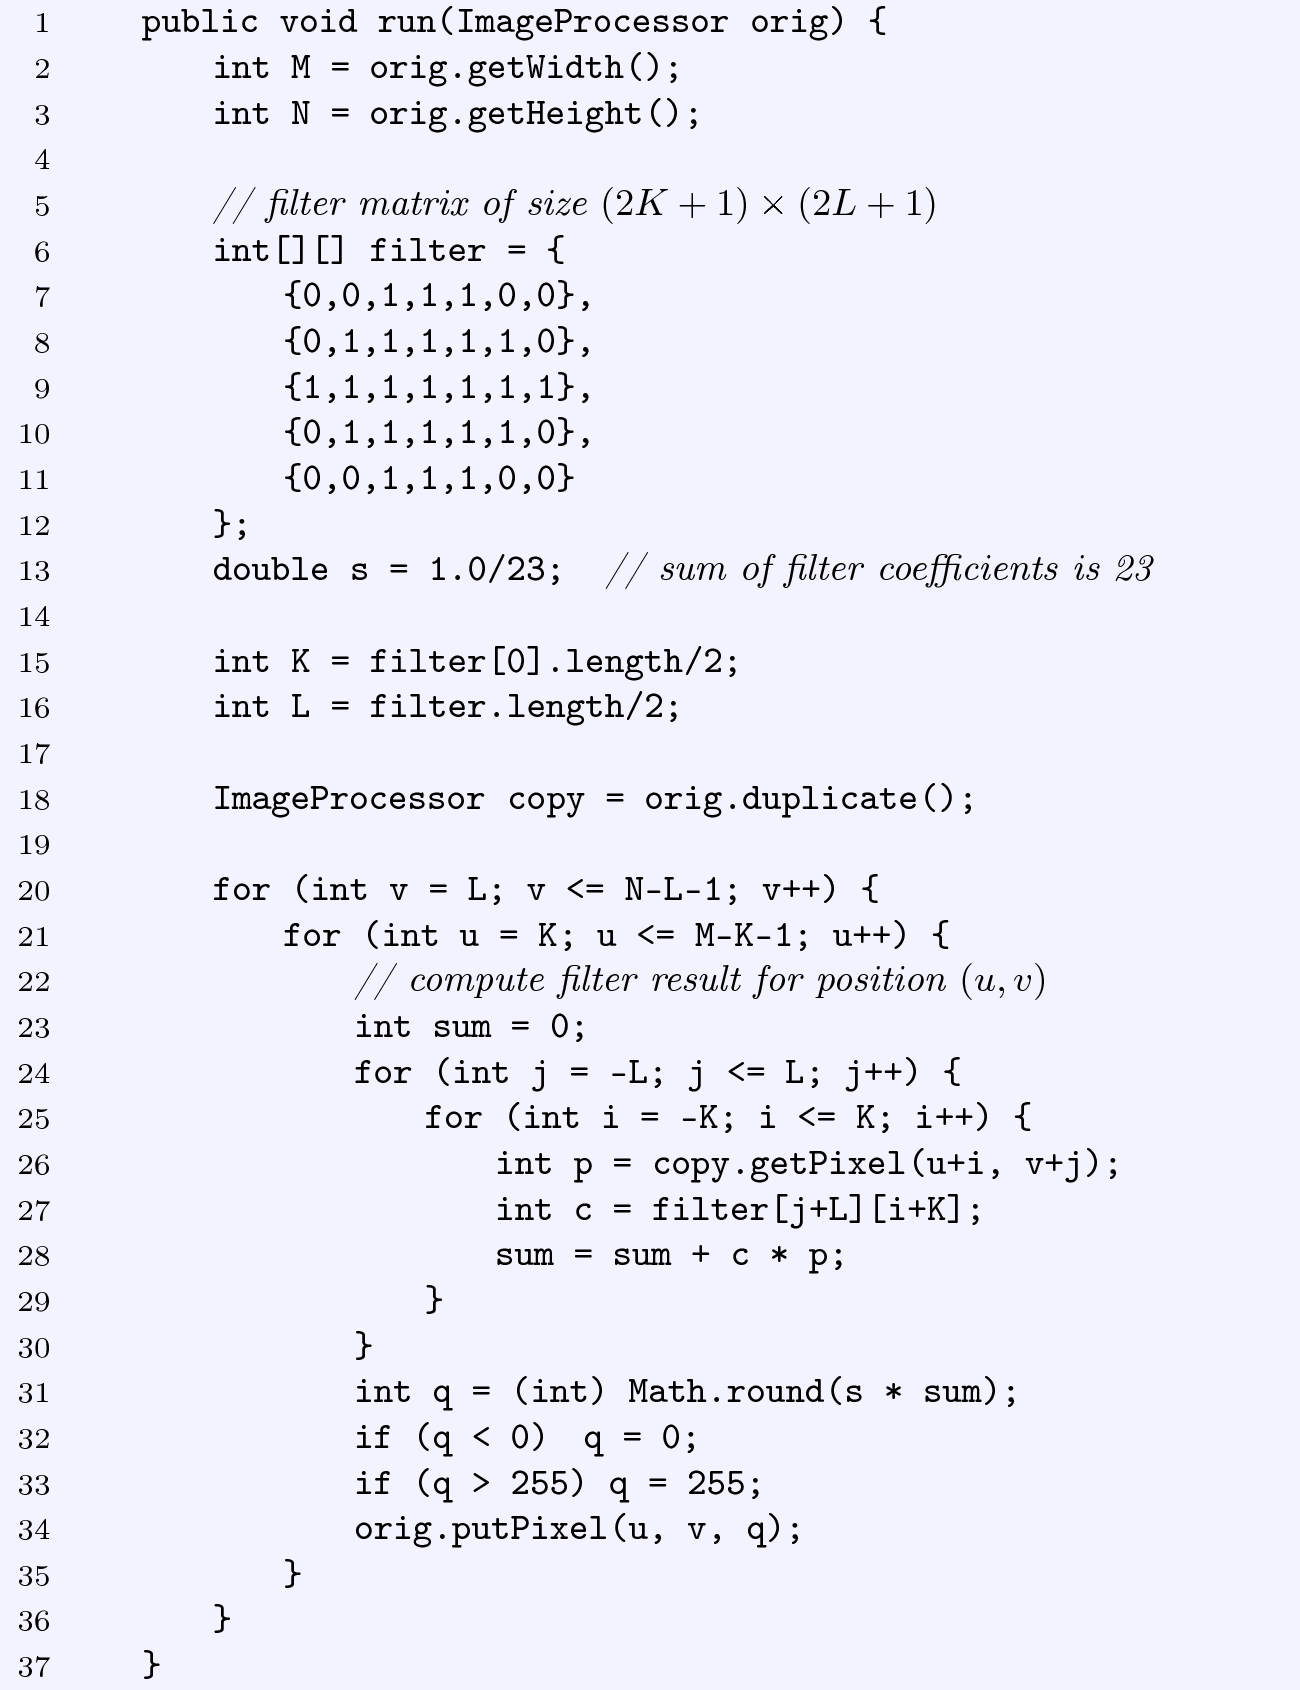 1 public void run(ImageProcessor orig) {
2 int M = orig.getWidth();
3 int N = orig.getHeight();
4
5 // filter matrix of size (2K + 1) × (2L + 1)
6 int[][] filter = {
7 {0,0,1,1,1,0,0},
8 {0,1,1,1,1,1,0},
9 {1,1,1,1,1,1,1},
10 {0,1,1,1,1,1,0},
11 {0,0,1,1,1,0,0}
12 };
13 double s = 1.0/23; // sum of filter coefficients is 23
14
15 int K = filter[0].length/2;
16 int L = filter.length/2;
17
18 ImageProcessor copy = orig.duplicate();
19
20 for (int v = L; v <= N-L-1; v++) {
21 for (int u = K; u <= M-K-1; u++) {
22 // compute filter result for position (u, v)
23 int sum = 0;
24 for (int j = -L; j <= L; j++) {
25 for (int i = -K; i <= K; i++) {
26 int p = copy.getPixel(u+i, v+j);
27 int c = filter[j+L][i+K];
28 sum = sum + c * p;
29 }
30 }
31 int q = (int) Math.round(s * sum);
32 if (q < 0) q = 0;
33 if (q > 255) q = 255;
34 orig.putPixel(u, v, q);
35 }
36 }
37 }